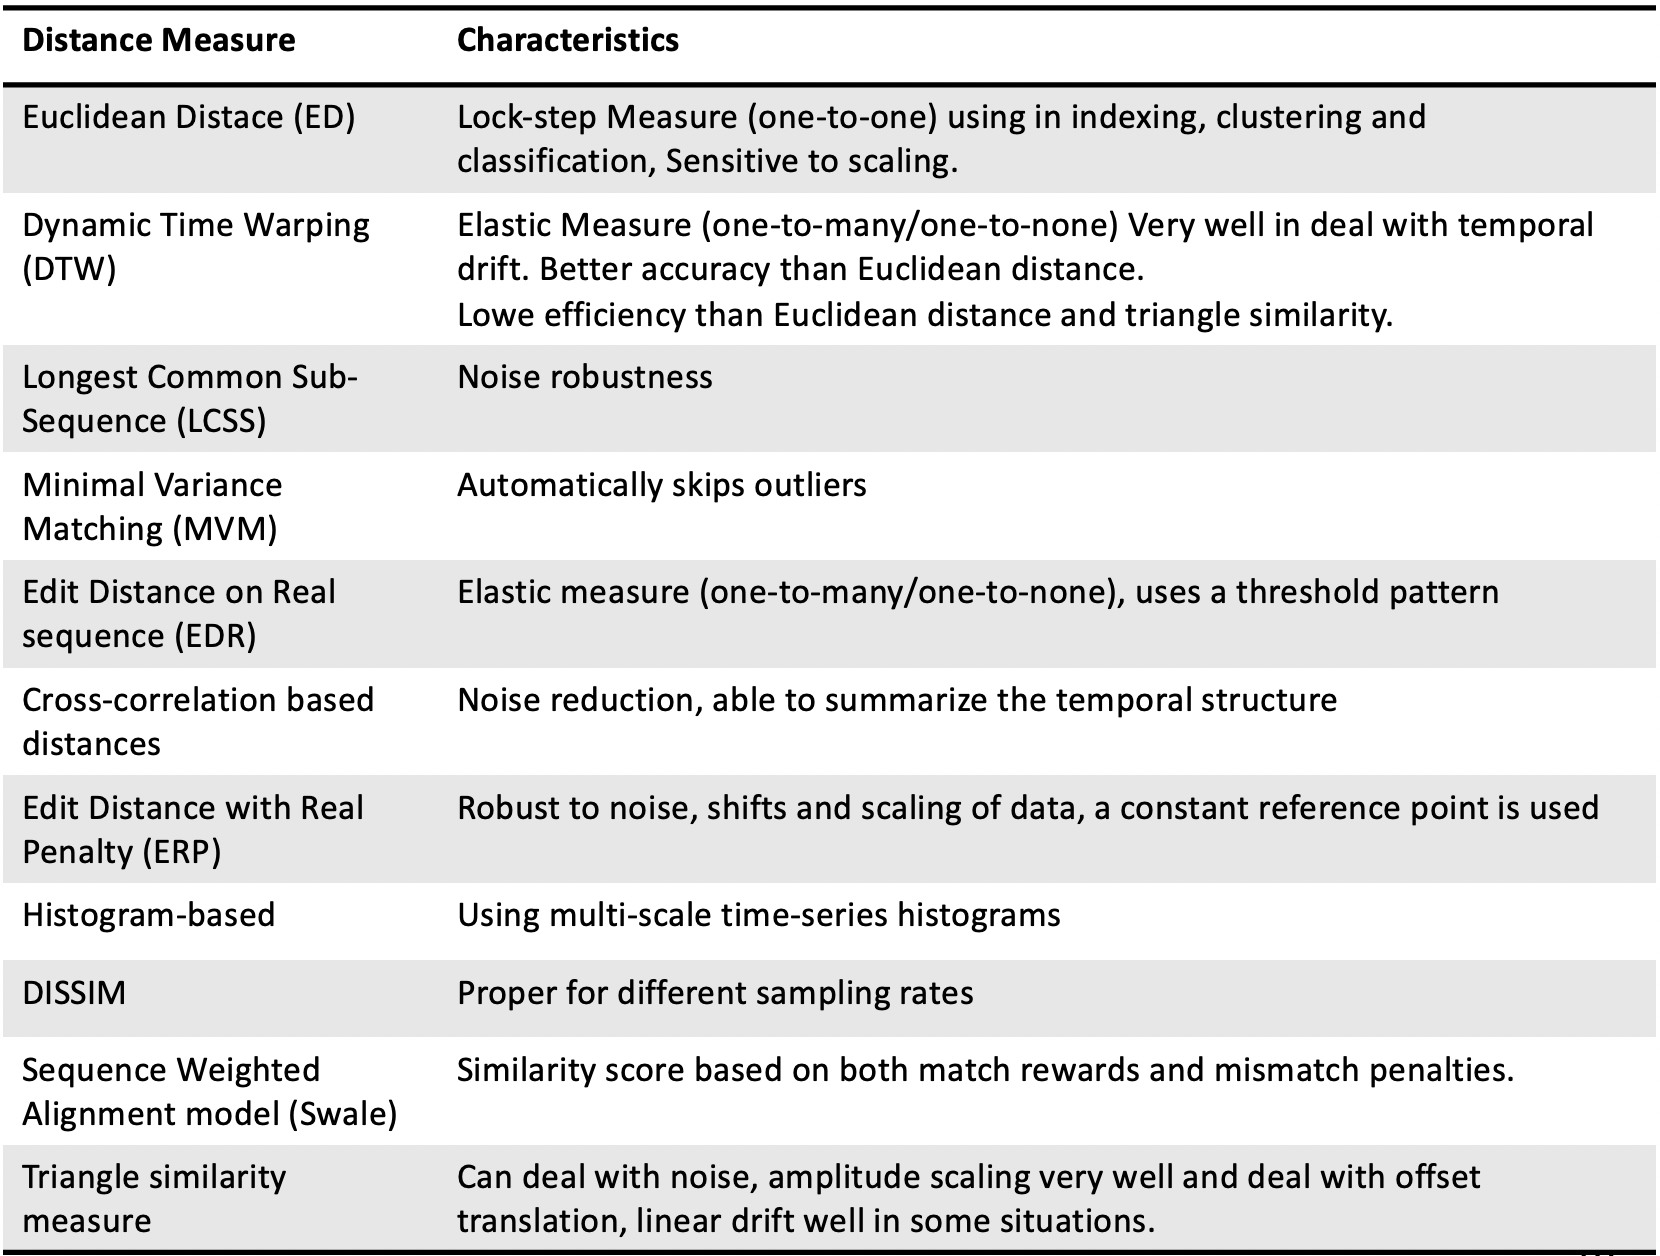 Distance Measure Characteristics
Euclidean Distace (ED) Lock-step Measure (one-to-one) using in indexing, clustering and
classification, Sensitive to scaling.
Dynamic Time Warping Elastic Measure (one-to-many/one-to-none) Very well in deal with temporal
(DTW) drift. Better accuracy than Euclidean distance.
Lowe efficiency than Euclidean distance and triangle similarity.
Longest Common Sub- Noise robustness
Sequence (LCSS)
Minimal Variance Automatically skips outliers
Matching (MVM)
Edit Distance on Real Elastic measure (one-to-many/one-to-none), uses a threshold pattern
sequence (EDR)
Cross-correlation based Noise reduction, able to summarize the temporal structure
distances
Edit Distance with Real Robust to noise, shifts and scaling of data, a constant reference point is used
Penalty (ERP)
Histogram-based Using multi-scale time-series histograms
DISSIM Proper for different sampling rates
Sequence Weighted Similarity score based on both match rewards and mismatch penalties.
Alignment model (Swale)
Triangle similarity Can deal with noise, amplitude scaling very well and deal with offset
measure translation, linear drift well in some situations.